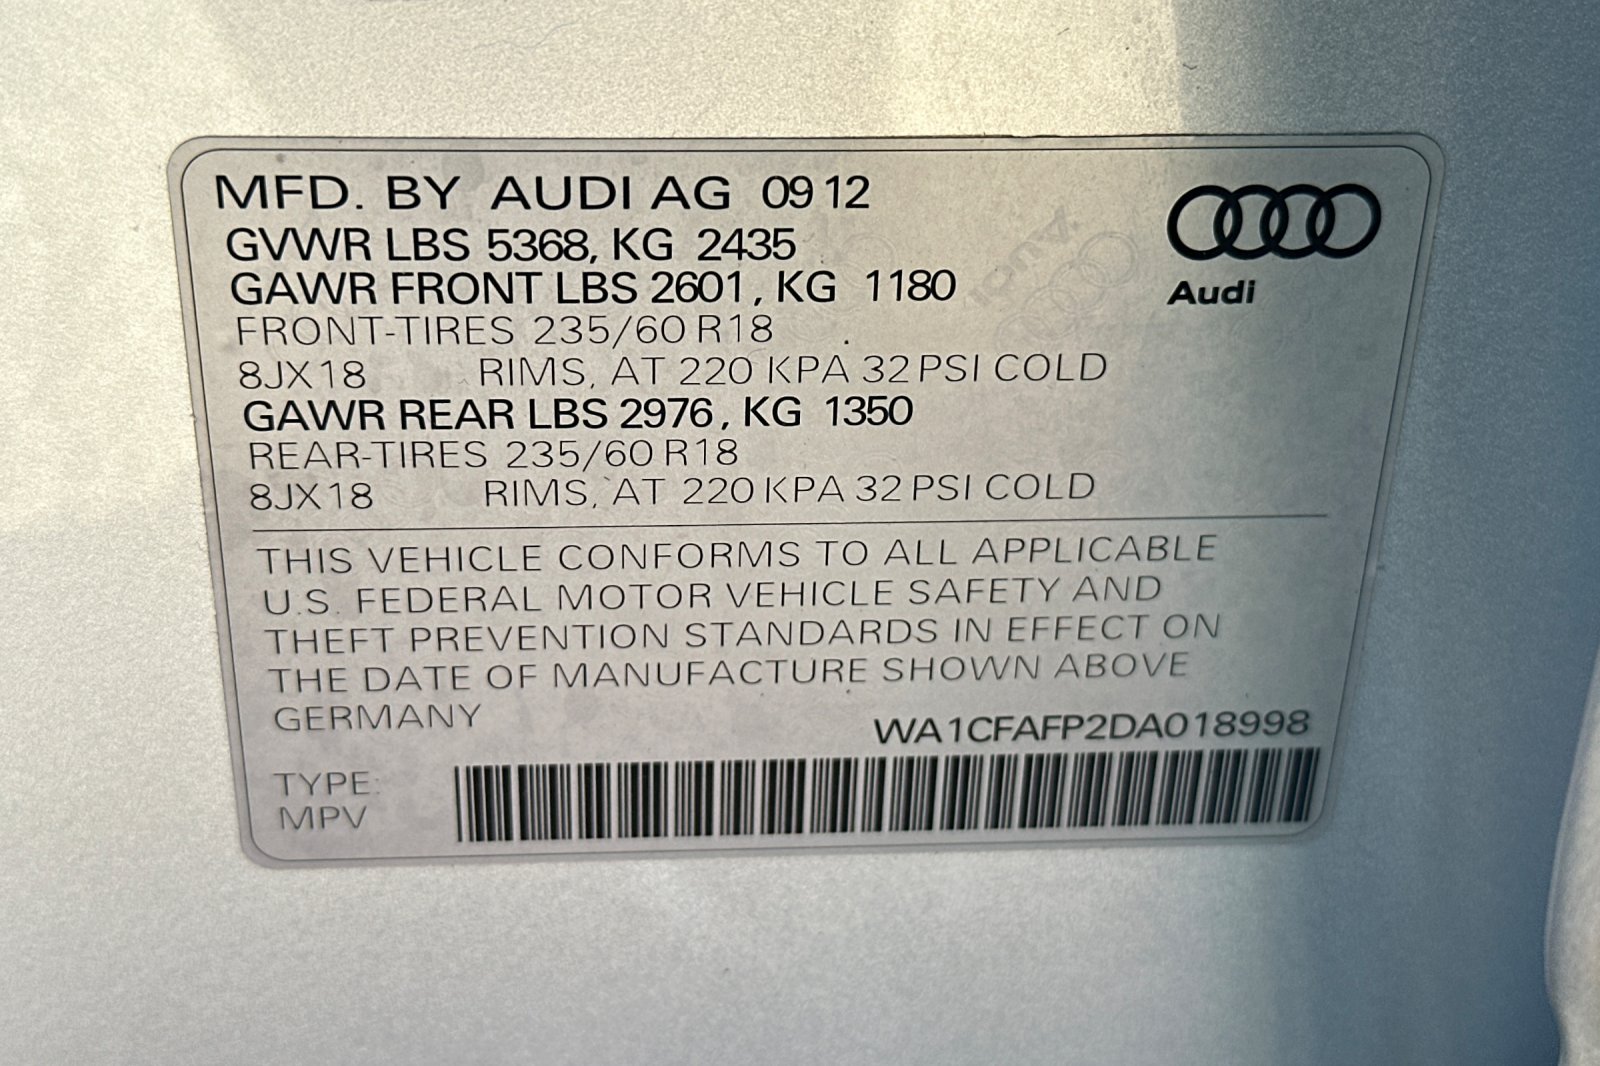 MFD. BY AUDI AG 09 12
GVWR LBS 5368, KG 2435
GAWR FRONT LBS 2601, KG 1180
FRONT-TIRES 235/60 R18
8JX18 RIMS, AT 220 KPA 32 PSI COLD
GAWR REAR LBS 2976, KG 1350
REAR-TIRES 235/60 R18
8JX18 RIMS, AT 220 KPA 32 PSI COLD
Audi
THIS VEHICLE CONFORMS TO ALL APPLICABLE
U.S. FEDERAL MOTOR VEHICLE SAFETY AND
THEFT PREVENTION STANDARDS IN EFFECT ON
THE DATE OF MANUFACTURE SHOWN ABOVE
GERMANY
WA1CFAFP2DA018998
TYPE:
MPV